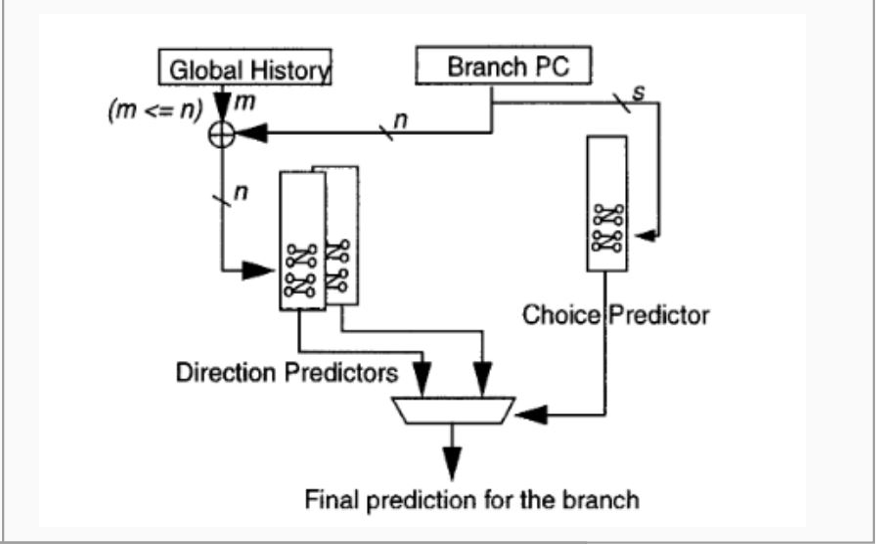 Global History
Branch PC
(m <= n)
m
n
s
n
Choice Predictor
Direction Predictors
Final prediction for the branch